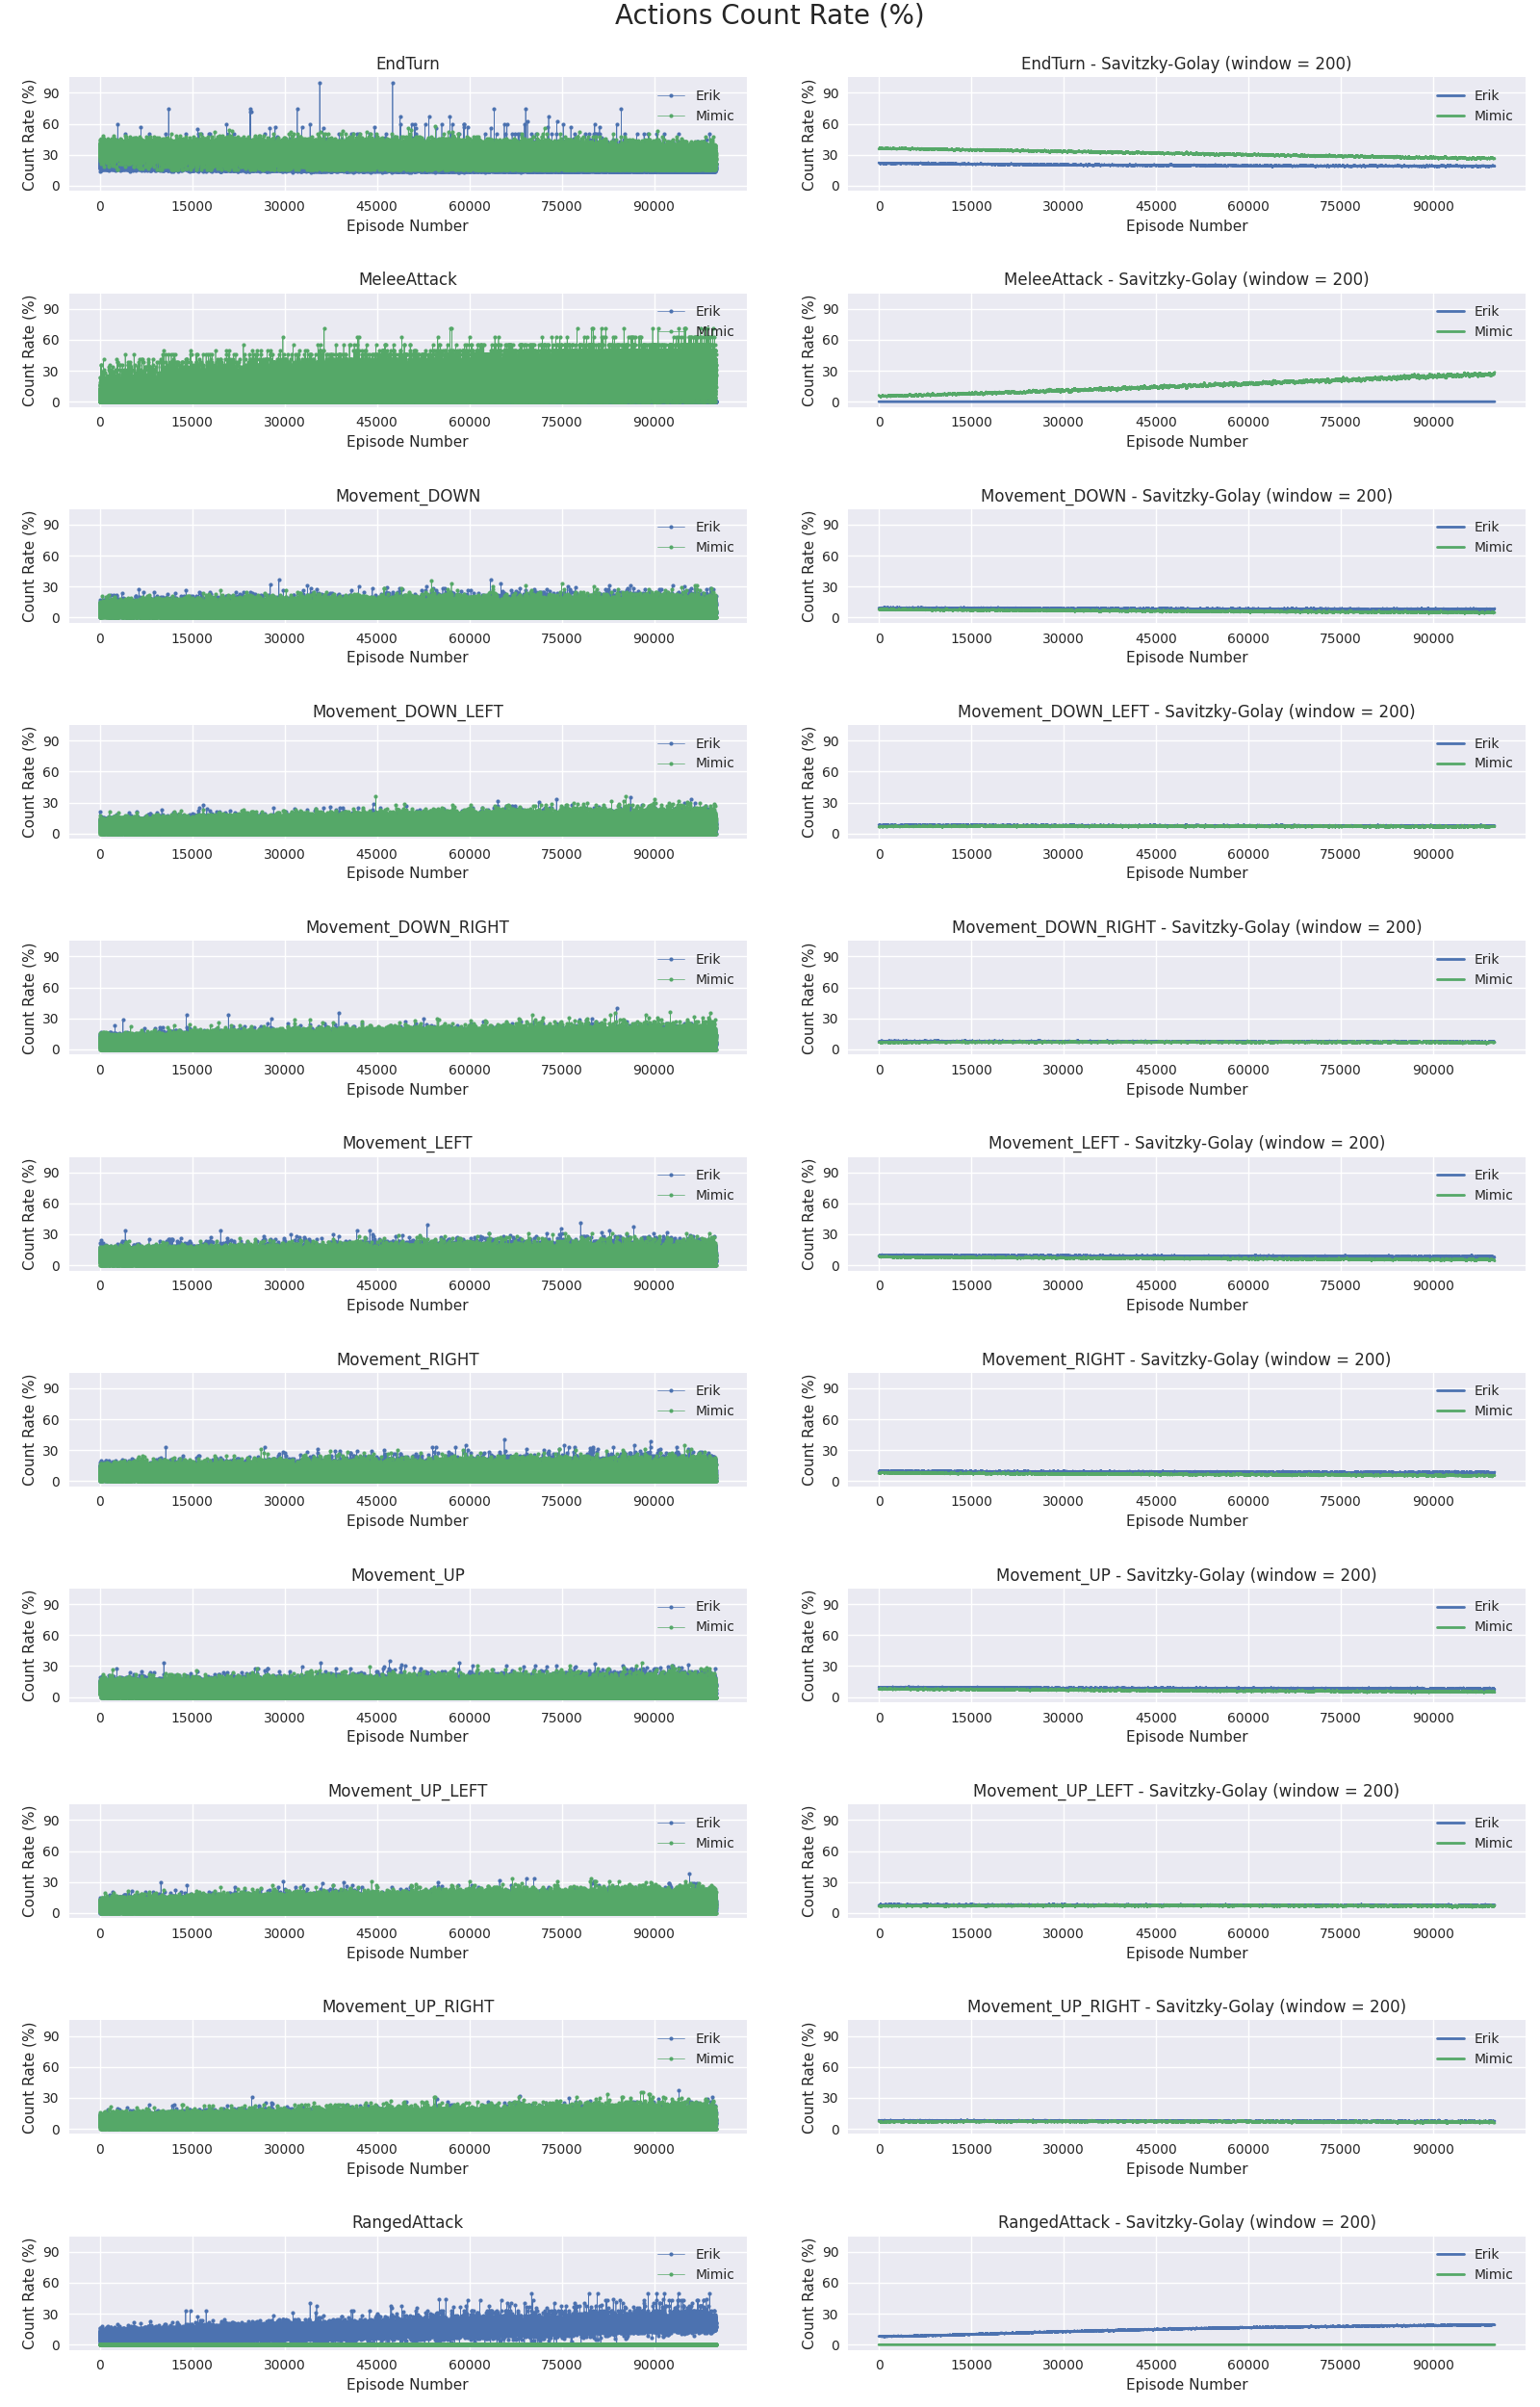 Actions Count Rate (%)
EndTurn
Count Rate (%)
90
60
30
0
Erik
Mimic
0 15000 30000 45000 60000 75000 90000
Episode Number
EndTurn - Savitzky-Golay (window = 200)
Count Rate (%)
90
60
30
0
Erik
Mimic
0 15000 30000 45000 60000 75000 90000
Episode Number
MeleeAttack
Count Rate (%)
90
60
30
0
Erik
Mimic
0 15000 30000 45000 60000 75000 90000
Episode Number
MeleeAttack - Savitzky-Golay (window = 200)
Count Rate (%)
90
60
30
0
Erik
Mimic
0 15000 30000 45000 60000 75000 90000
Episode Number
Movement_DOWN
Count Rate (%)
90
60
30
0
Erik
Mimic
0 15000 30000 45000 60000 75000 90000
Episode Number
Movement_DOWN - Savitzky-Golay (window = 200)
Count Rate (%)
90
60
30
0
Erik
Mimic
0 15000 30000 45000 60000 75000 90000
Episode Number
Movement_DOWN_LEFT
Count Rate (%)
90
60
30
0
Erik
Mimic
0 15000 30000 45000 60000 75000 90000
Episode Number
Movement_DOWN_LEFT - Savitzky-Golay (window = 200)
Count Rate (%)
90
60
30
0
Erik
Mimic
0 15000 30000 45000 60000 75000 90000
Episode Number
Movement_DOWN_RIGHT
Count Rate (%)
90
60
30
0
Erik
Mimic
0 15000 30000 45000 60000 75000 90000
Episode Number
Movement_DOWN_RIGHT - Savitzky-Golay (window = 200)
Count Rate (%)
90
60
30
0
Erik
Mimic
0 15000 30000 45000 60000 75000 90000
Episode Number
Movement_LEFT
Count Rate (%)
90
60
30
0
Erik
Mimic
0 15000 30000 45000 60000 75000 90000
Episode Number
Movement_LEFT - Savitzky-Golay (window = 200)
Count Rate (%)
90
60
30
0
Erik
Mimic
0 15000 30000 45000 60000 75000 90000
Episode Number
Movement_RIGHT
Count Rate (%)
90
60
30
0
Erik
Mimic
0 15000 30000 45000 60000 75000 90000
Episode Number
Movement_RIGHT - Savitzky-Golay (window = 200)
Count Rate (%)
90
60
30
0
Erik
Mimic
0 15000 30000 45000 60000 75000 90000
Episode Number
Movement_UP
Count Rate (%)
90
60
30
0
Erik
Mimic
0 15000 30000 45000 60000 75000 90000
Episode Number
Movement_UP - Savitzky-Golay (window = 200)
Count Rate (%)
90
60
30
0
Erik
Mimic
0 15000 30000 45000 60000 75000 90000
Episode Number
Movement_UP_LEFT
Count Rate (%)
90
60
30
0
Erik
Mimic
0 15000 30000 45000 60000 75000 90000
Episode Number
Movement_UP_LEFT - Savitzky-Golay (window = 200)
Count Rate (%)
90
60
30
0
Erik
Mimic
0 15000 30000 45000 60000 75000 90000
Episode Number
Movement_UP_RIGHT
Count Rate (%)
90
60
30
0
Erik
Mimic
0 15000 30000 45000 60000 75000 90000
Episode Number
Movement_UP_RIGHT - Savitzky-Golay (window = 200)
Count Rate (%)
90
60
30
0
Erik
Mimic
0 15000 30000 45000 60000 75000 90000
Episode Number
RangedAttack
Count Rate (%)
90
60
30
0
Erik
Mimic
0 15000 30000 45000 60000 75000 90000
Episode Number
RangedAttack - Savitzky-Golay (window = 200)
Count Rate (%)
90
60
30
0
Erik
Mimic
0 15000 30000 45000 60000 75000 90000
Episode Number